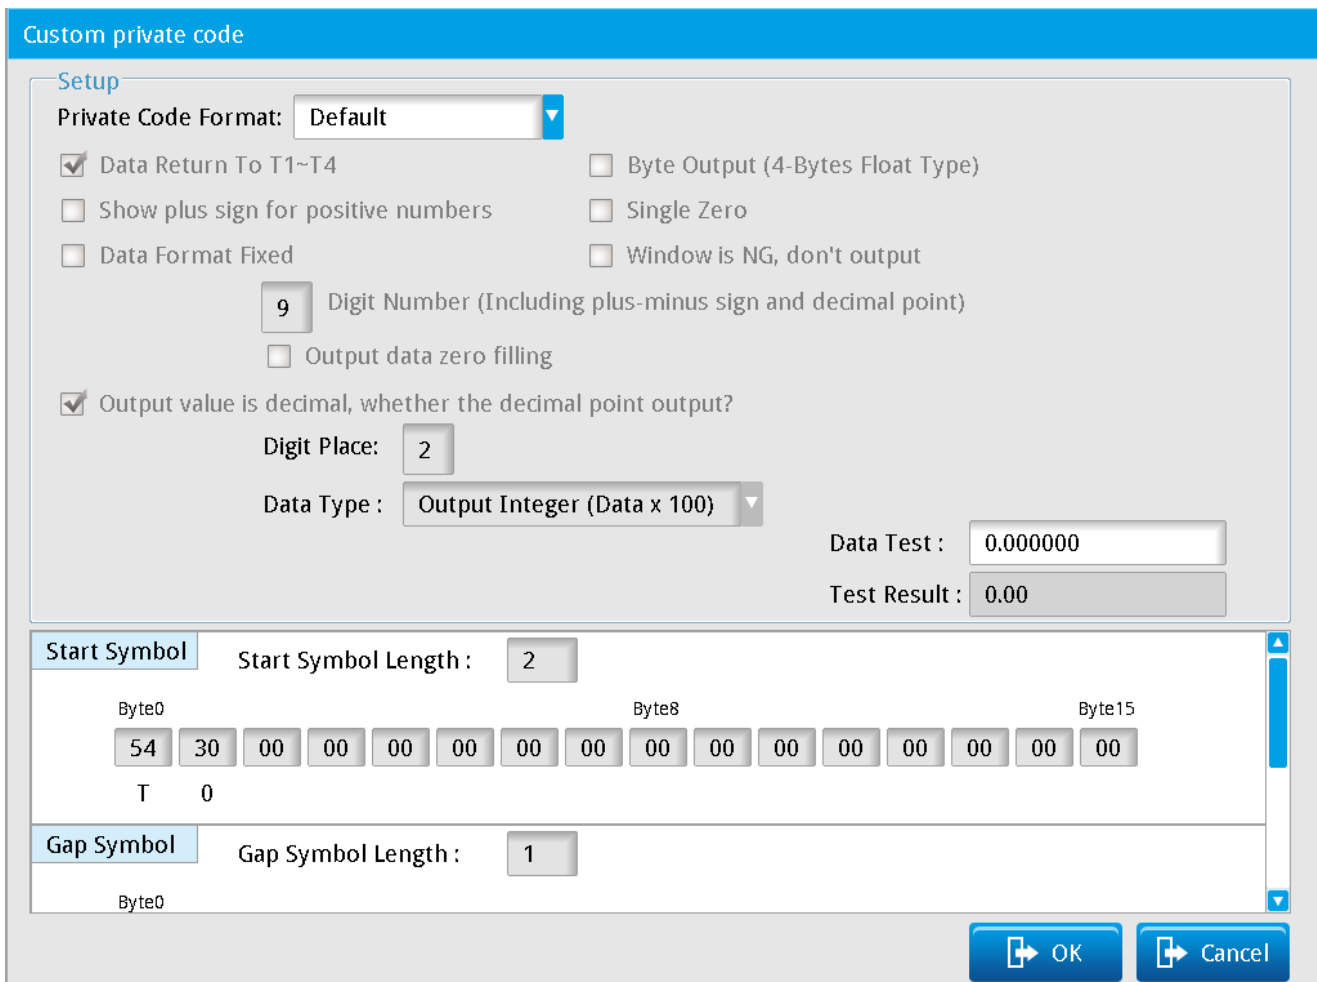 Custom private code
Setup
Private Code Format: Default
Data Return To T1~T4
Byte Output (4-Bytes Float Type)
Show plus sign for positive numbers
Single Zero
Data Format Fixed
Window is NG, don't output
9 Digit Number (Including plus-minus sign and decimal point)
Output data zero filling
Output value is decimal, whether the decimal point output?
Digit Place: 2
Data Type : Output Integer (Data x 100)
Data Test : 0.000000
Test Result : 0.00
Start Symbol Start Symbol Length : 2
Byte0 Byte8 Byte15
54 30 00 00 00 00 00 00 00 00 00 00 00 00 00 00
T 0
Gap Symbol Gap Symbol Length : 1
Byte0
OK Cancel